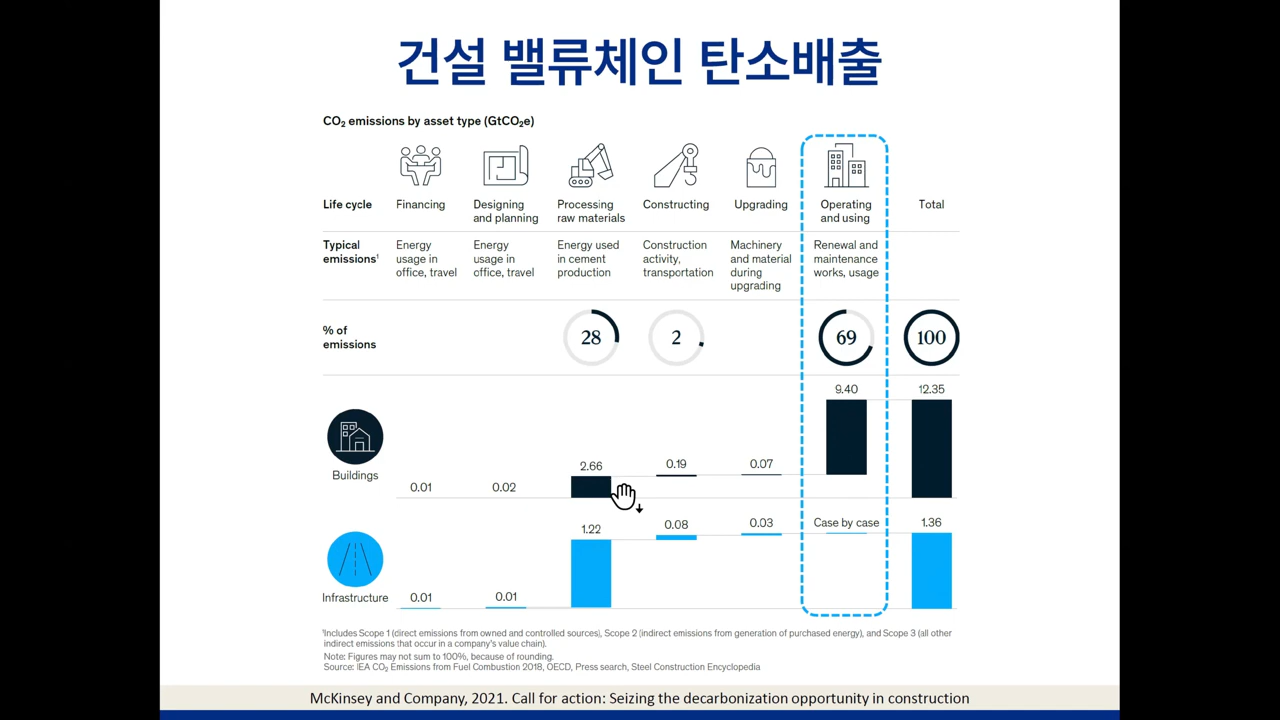 건설 밸류체인 탄소배출
CO₂ emissions by asset type (GtCO₂e)
Life cycle
Financing
Designing
and planning
Processing
raw materials
Constructing
Upgrading
Operating
and using
Total
Typical
emissions¹
Energy
usage in
office, travel
Energy
usage in
office, travel
Energy used
in cement
production
Construction
activity,
transportation
Machinery
and material
during
upgrading
Renewal and
maintenance
works, usage
% of
emissions
28
2
69
100
Buildings
0.01
0.02
2.66
0.19
0.07
9.40
12.35
Infrastructure
0.01
0.01
1.22
0.08
0.03
Case by case
1.36
¹Includes Scope 1 (direct emissions from owned and controlled sources), Scope 2 (indirect emissions from generation of purchased energy), and Scope 3 (all other
indirect emissions that occur in a company's value chain).
Note: Figures may not sum to 100%, because of rounding.
Source: IEA CO₂ Emissions from Fuel Combustion 2018, OECD, Press search, Steel Construction Encyclopedia
McKinsey and Company, 2021. Call for action: Seizing the decarbonization opportunity in construction